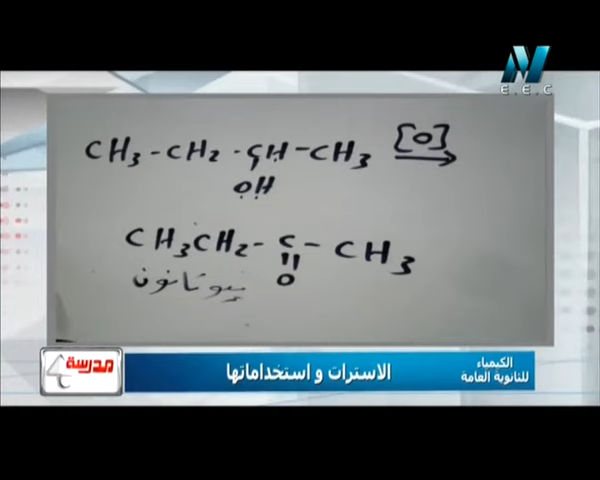 E.E.C
CH3-CH2-CH-CH3 [O]
OH
CH3CH2-C-CH3
O
بيوتانون
الكيمياء
للثانوية العامة
الاسترات و استخداماتها
مدرسة